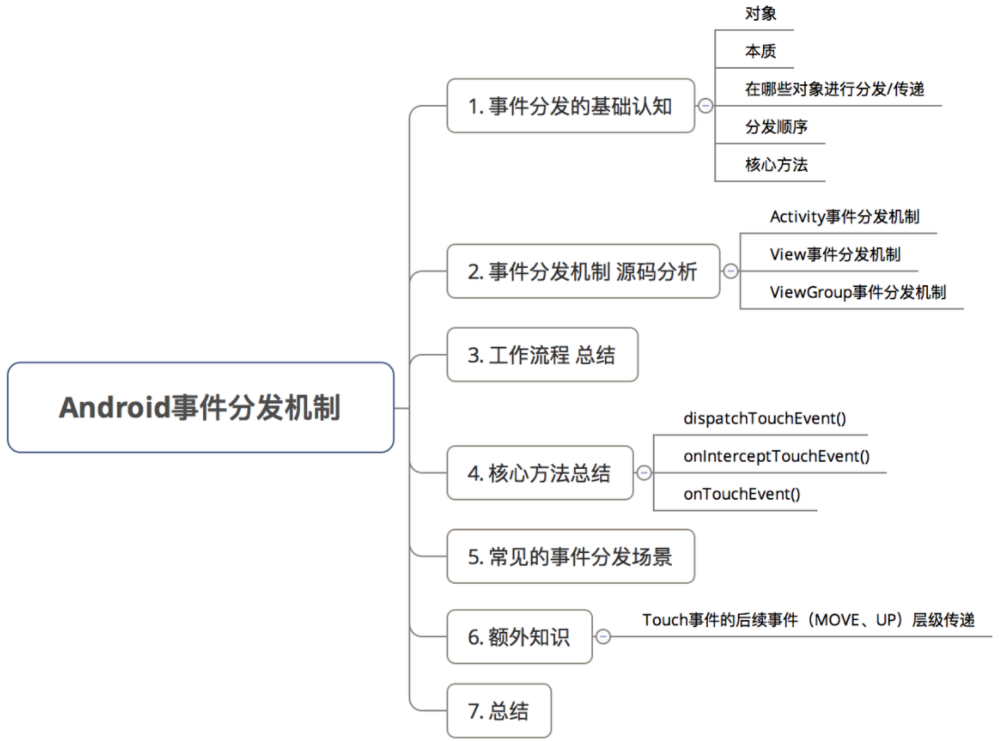 Android事件分发机制
1. 事件分发的基础认知
对象
本质
在哪些对象进行分发/传递
分发顺序
核心方法
2. 事件分发机制 源码分析
Activity事件分发机制
View事件分发机制
ViewGroup事件分发机制
3. 工作流程 总结
4. 核心方法总结
dispatchTouchEvent()
onInterceptTouchEvent()
onTouchEvent()
5. 常见的事件分发场景
6. 额外知识
Touch事件的后续事件（MOVE、UP）层级传递
7. 总结